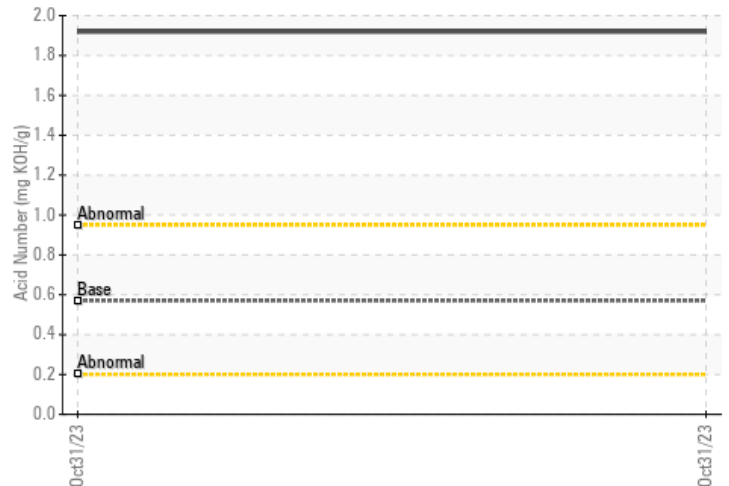 Acid Number (mg KOH/g)
2.0
1.8
1.6
1.4
1.2
1.0
0.8
0.6
0.4
0.2
0.0
Abnormal
Base
Abnormal
Oct31/23
Oct31/23